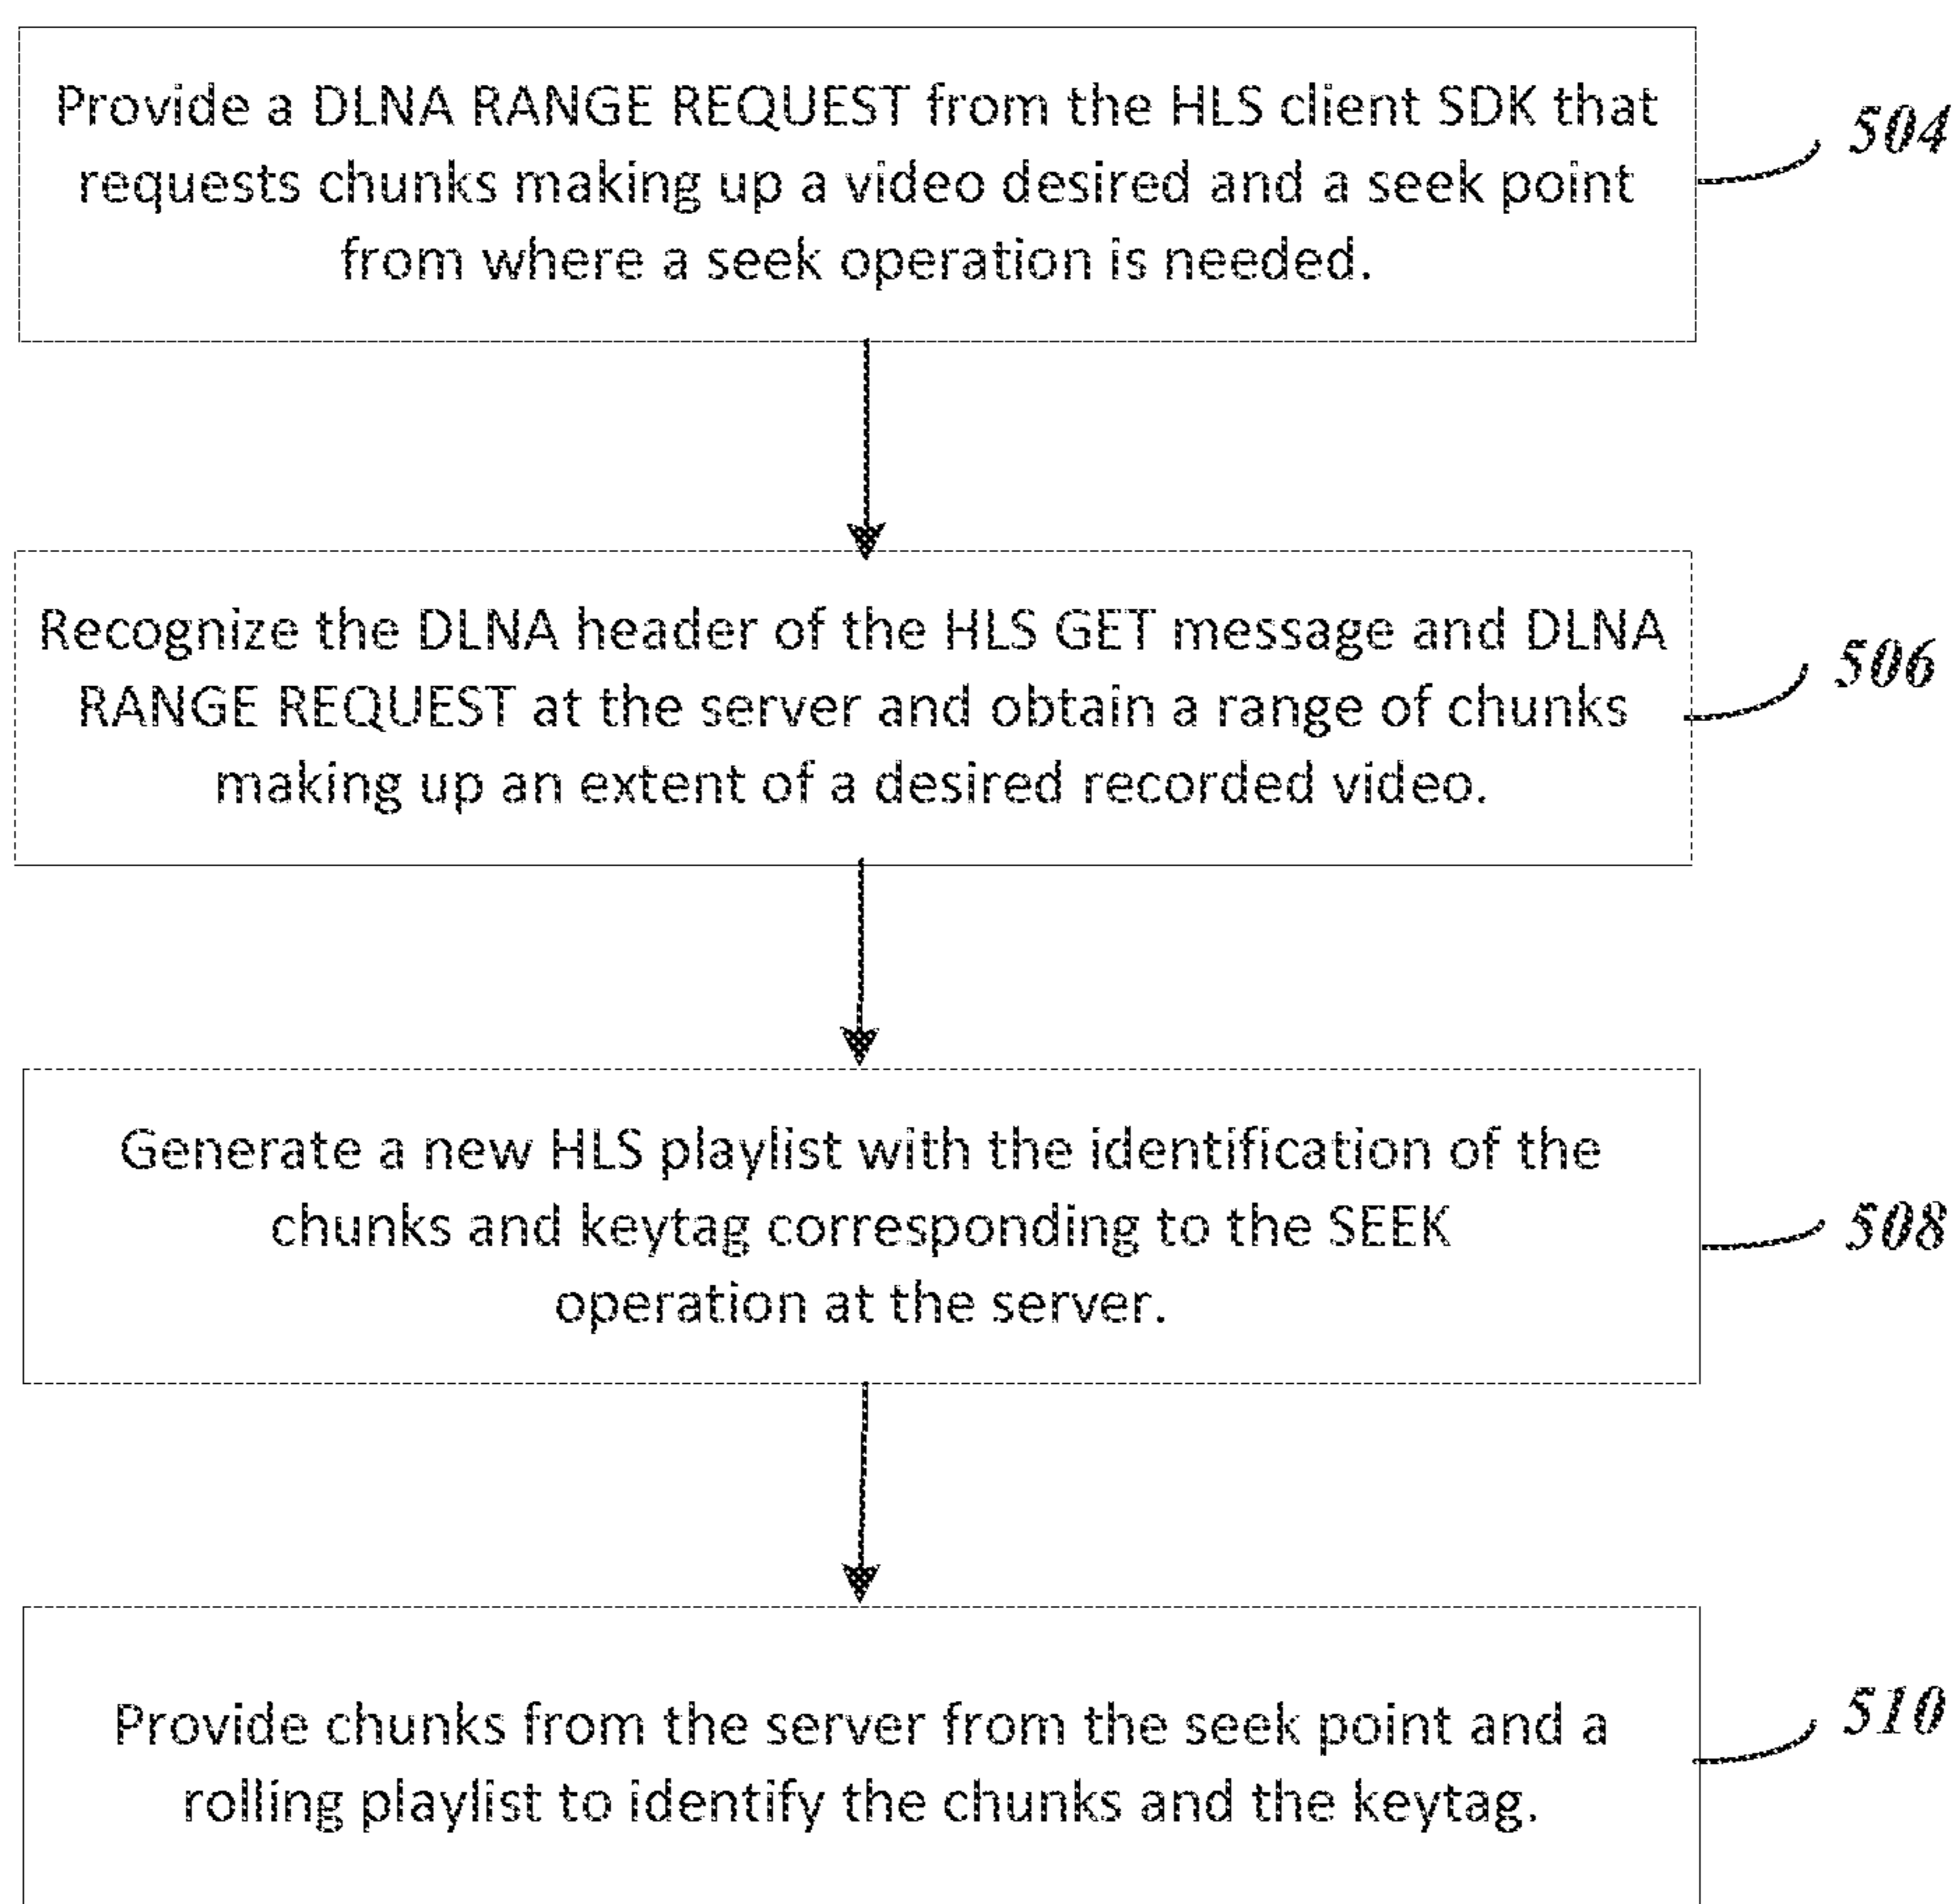 Provide a DLNA RANGE REQUEST from the HLS client SDK that
requests chunks making up a video desired and a seek point
from where a seek operation is needed.
504
Recognize the DLNA header of the HLS GET message and DLNA
RANGE REQUEST at the server and obtain a range of chunks
making up an extent of a desired recorded video.
506
Generate a new HLS playlist with the identification of the
chunks and keytag corresponding to the SEEK
operation at the server.
508
Provide chunks from the server from the seek point and a
rolling playlist to identify the chunks and the keytag.
510